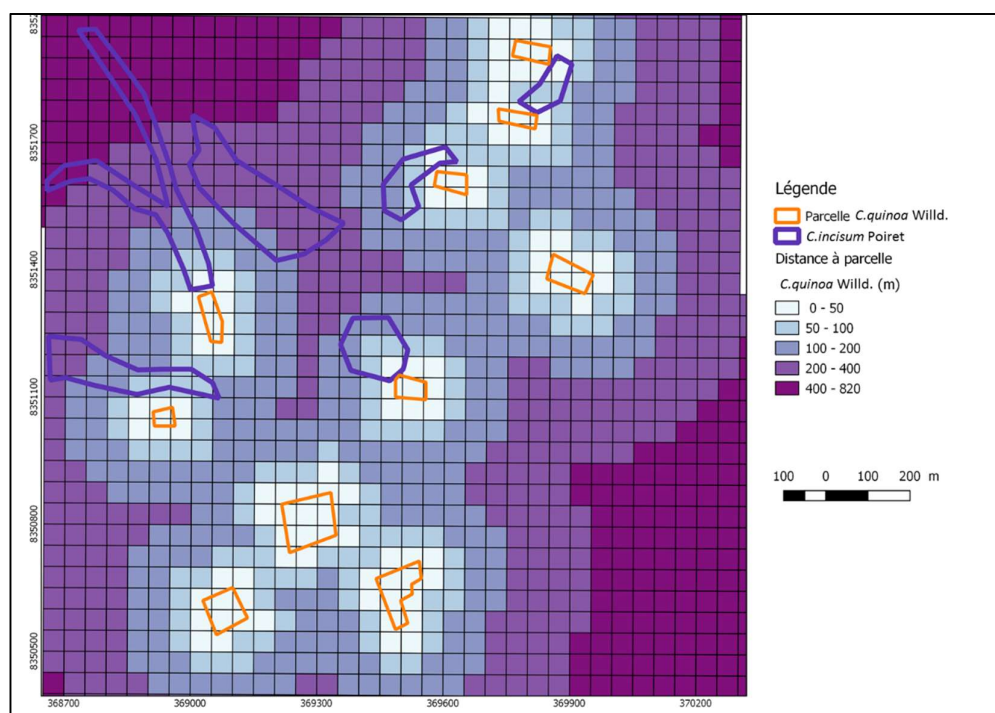 8352
8351700
8351400
8351100
8350800
8350500
368700 369000 369300 369600 369900 370200
Légende
Parcelle C.quinoa Willd.
C.incisum Poiret
Distance à parcelle
C.quinoa Willd. (m)
0 - 50
50 - 100
100 - 200
200 - 400
400 - 820
100 0 100 200 m